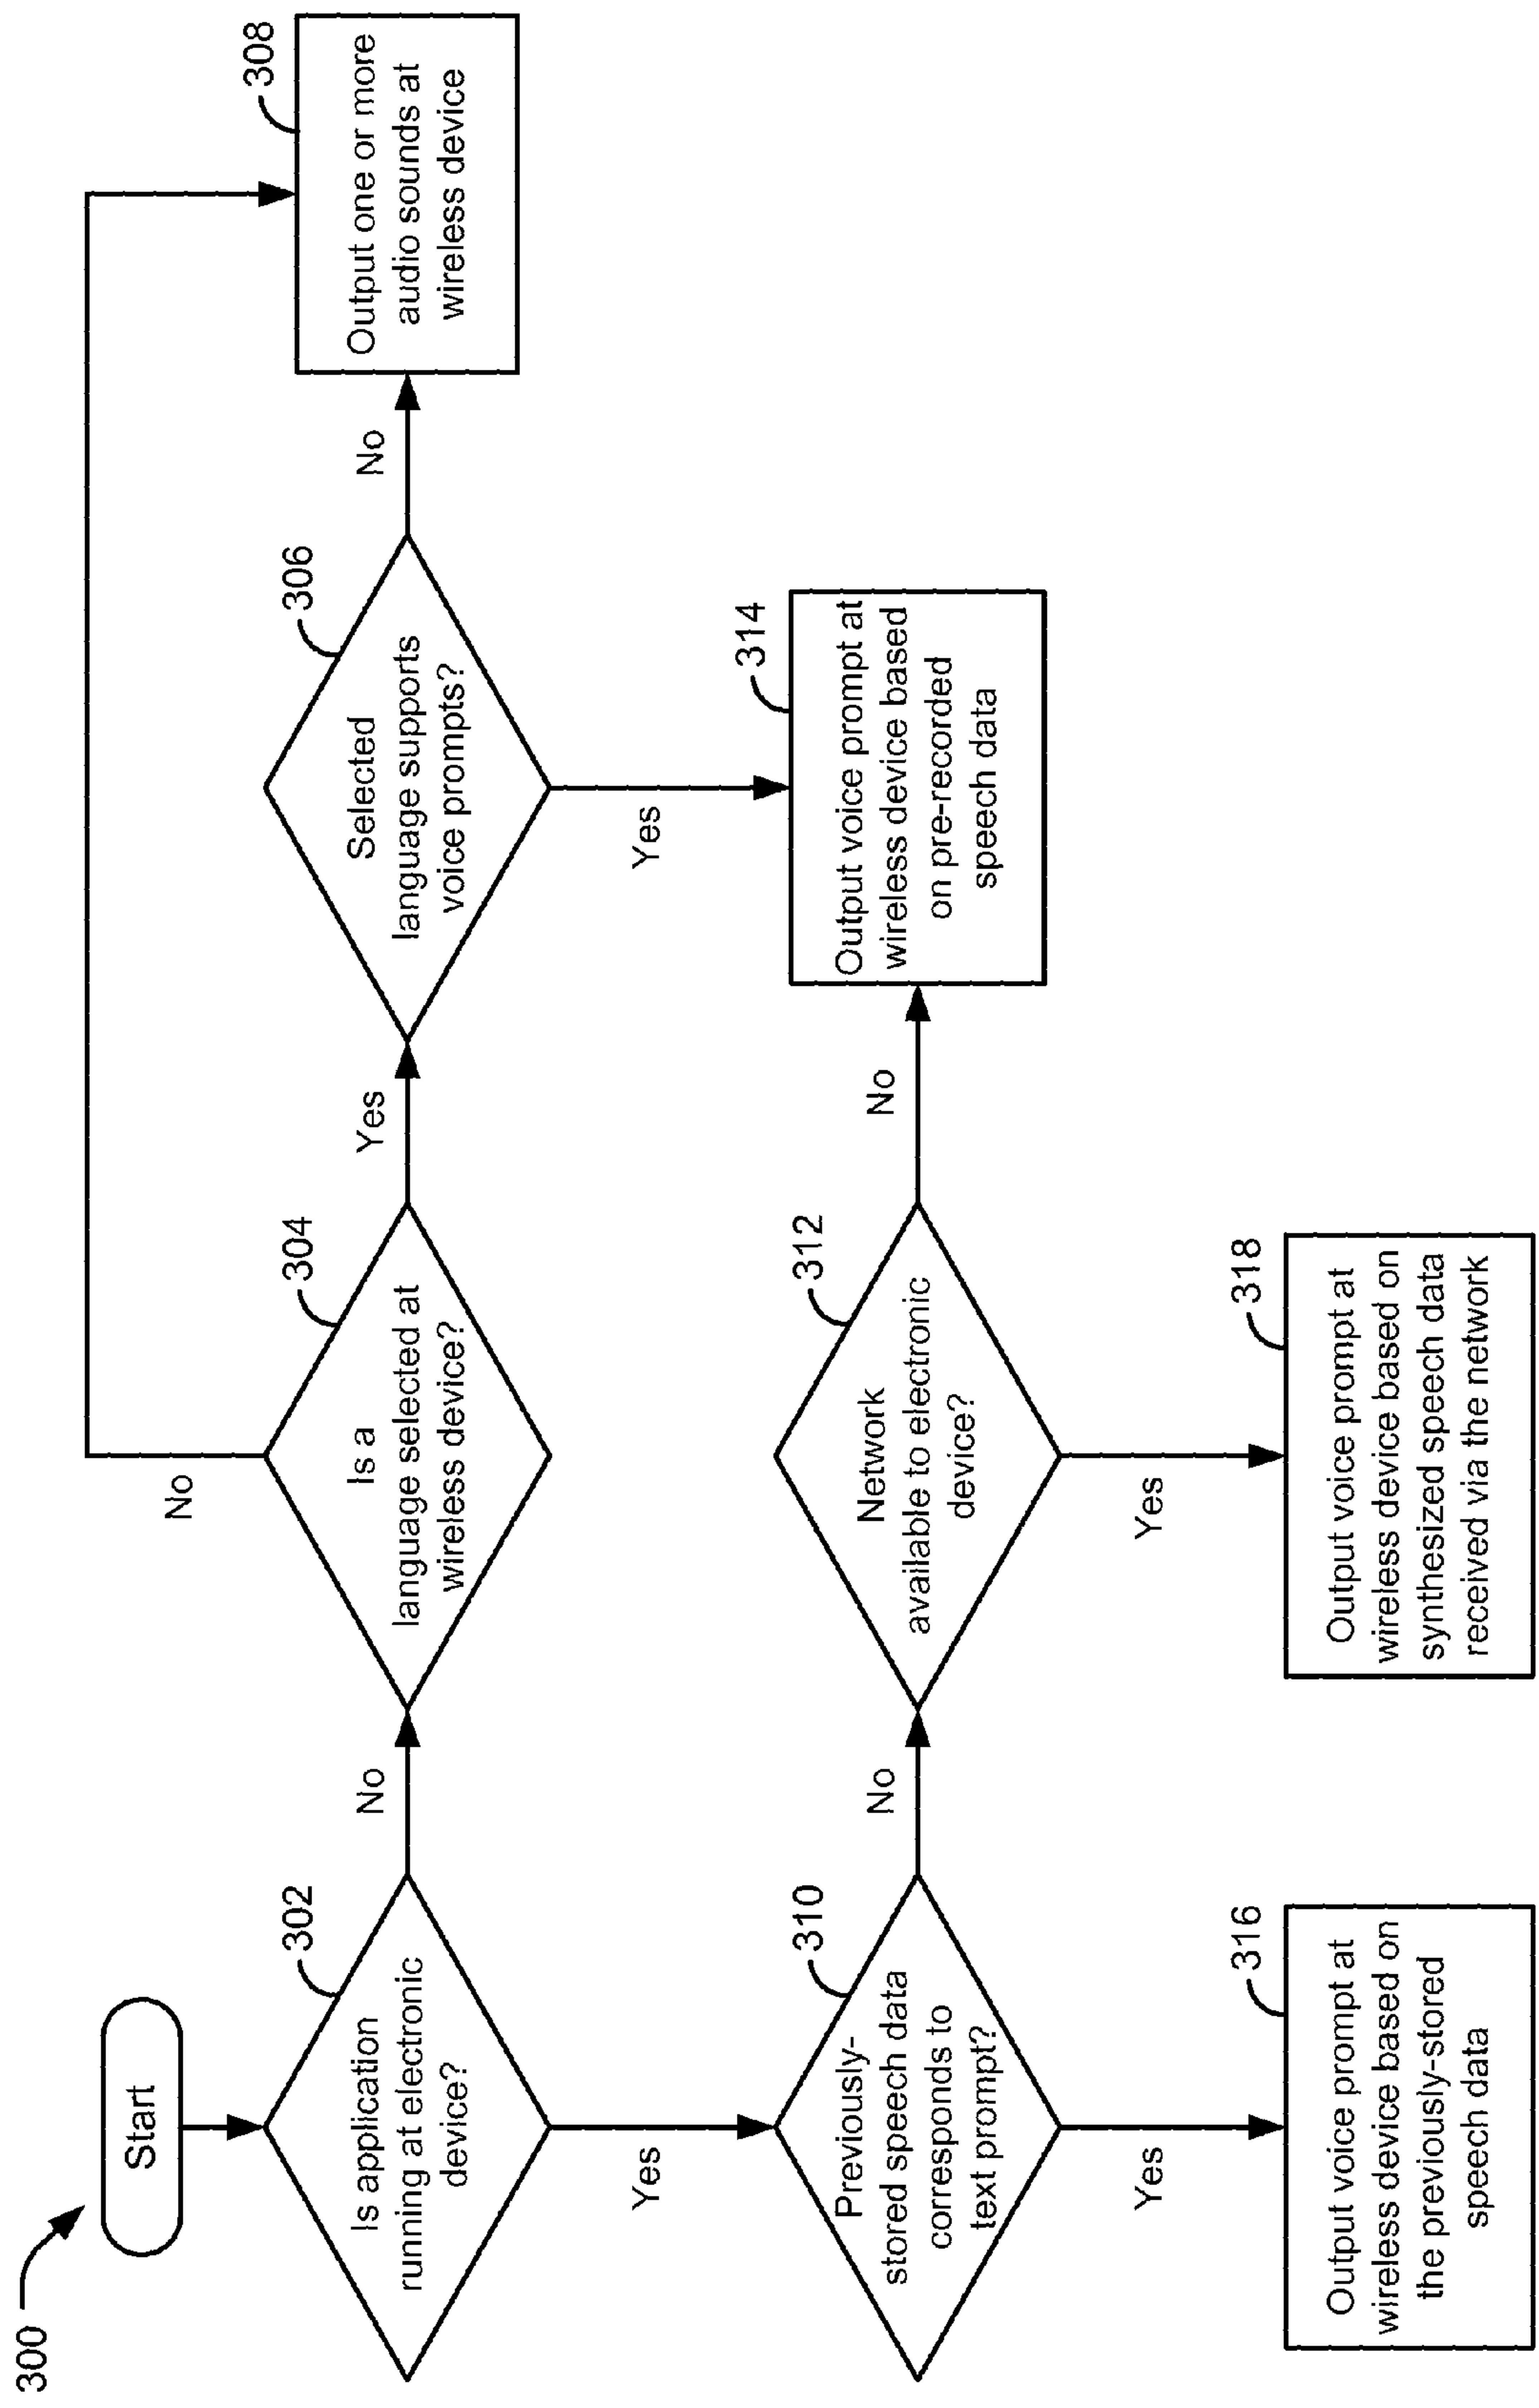 300
Start
302
Is application
running at electronic
device?
No
304
Is a
language selected at
wireless device?
No
Yes
306
Selected
language supports
voice prompts?
No
308
Output one or more
audio sounds at
wireless device
Yes
Yes
310
Previously-
stored speech data
corresponds to
text prompt?
No
312
Network
available to electronic
device?
No
314
Output voice prompt at
wireless device based
on pre-recorded
speech data
Yes
Yes
316
Output voice prompt at
wireless device based on
the previously-stored
speech data
318
Output voice prompt at
wireless device based on
synthesized speech data
received via the network